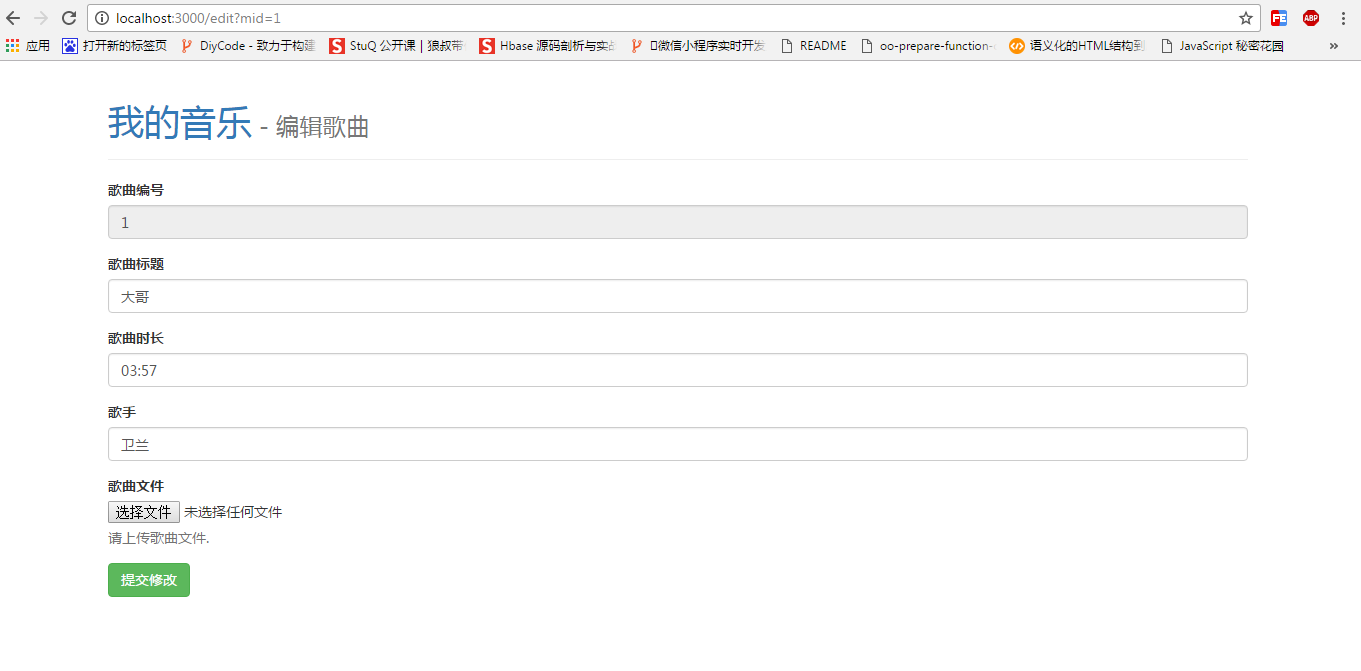 localhost:3000/edit?mid=1
应用 打开新的标签页 DiyCode - 致力于构建 StuQ 公开课 | 狼叔带 Hbase 源码剖析与实战 微信小程序实时开发 README oo-prepare-function- 语义化的HTML结构到 JavaScript 秘密花园 »
我的音乐 - 编辑歌曲
歌曲编号
1
歌曲标题
大哥
歌曲时长
03:57
歌手
卫兰
歌曲文件
选择文件 未选择任何文件
请上传歌曲文件.
提交修改